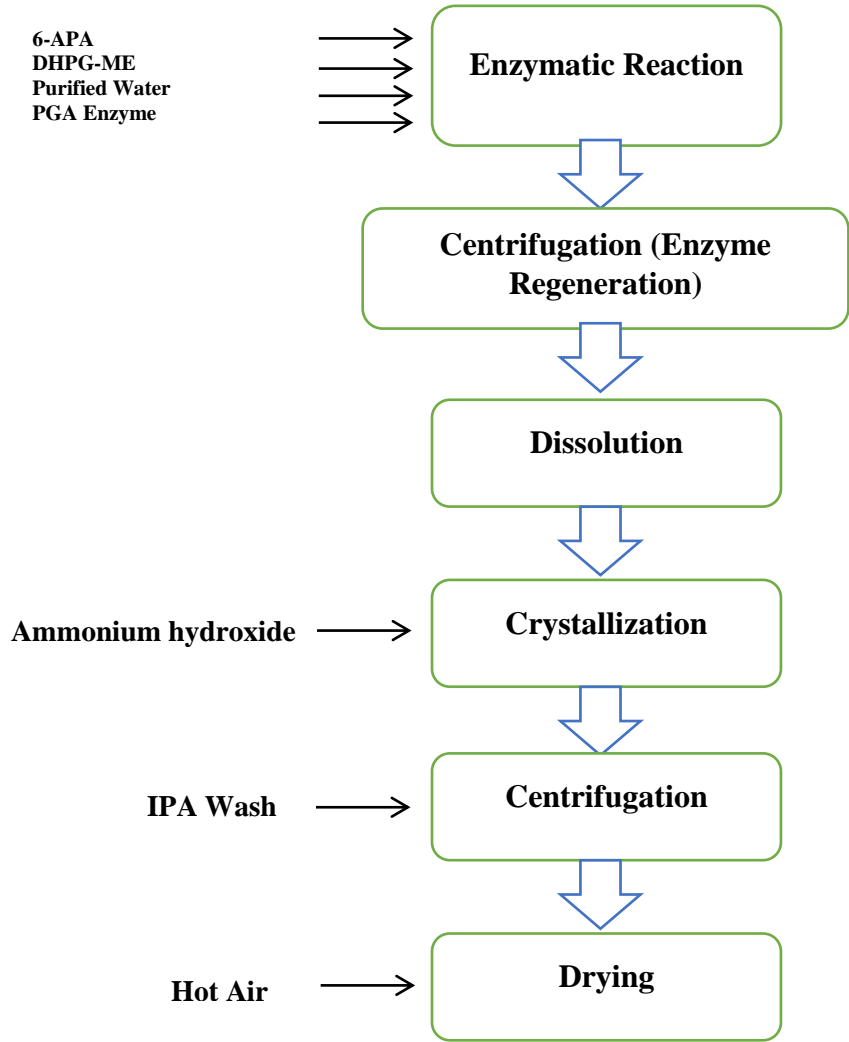 6-APA
DHPG-ME
Purified Water
PGA Enzyme
Enzymatic Reaction
Centrifugation (Enzyme
Regeneration)
Dissolution
Ammonium hydroxide
Crystallization
IPA Wash
Centrifugation
Hot Air
Drying